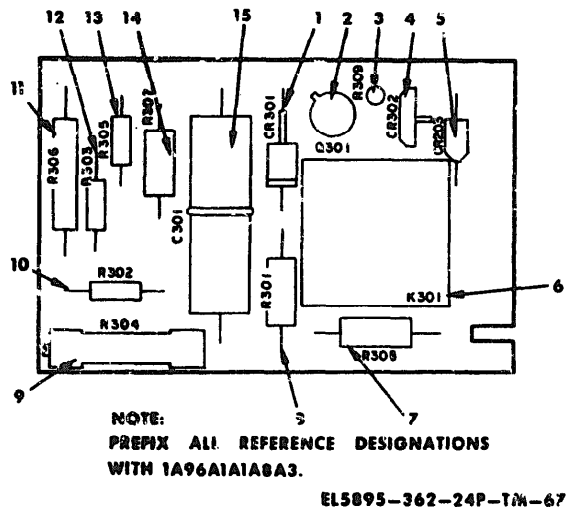 12 13 14 15 1 2 3 4 5
11
R306
R303
R305
R307
C301
CR301
Q301
R309
CR302
CR203
10
R302
R301
K301
6
R304
R308
9
7
NOTE:
PREFIX ALL REFERENCE DESIGNATIONS
WITH 1A96A1A1A8A3.
EL5895-362-24P-TM-67